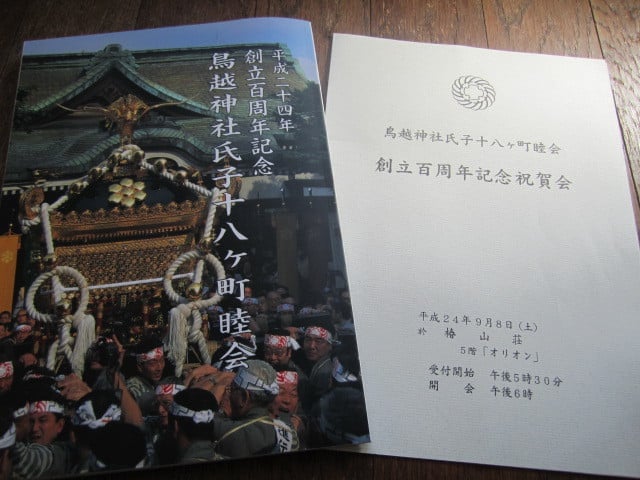 平成二十四年
創立百周年記念
鳥越神社氏子十八ヶ町睦会
鳥越神社氏子十八ヶ町睦会
創立百周年記念祝賀会
平成24年9月8日(土)
於 椿山荘
5階「オリオン」
受付開始 午後5時30分
開会 午後6時